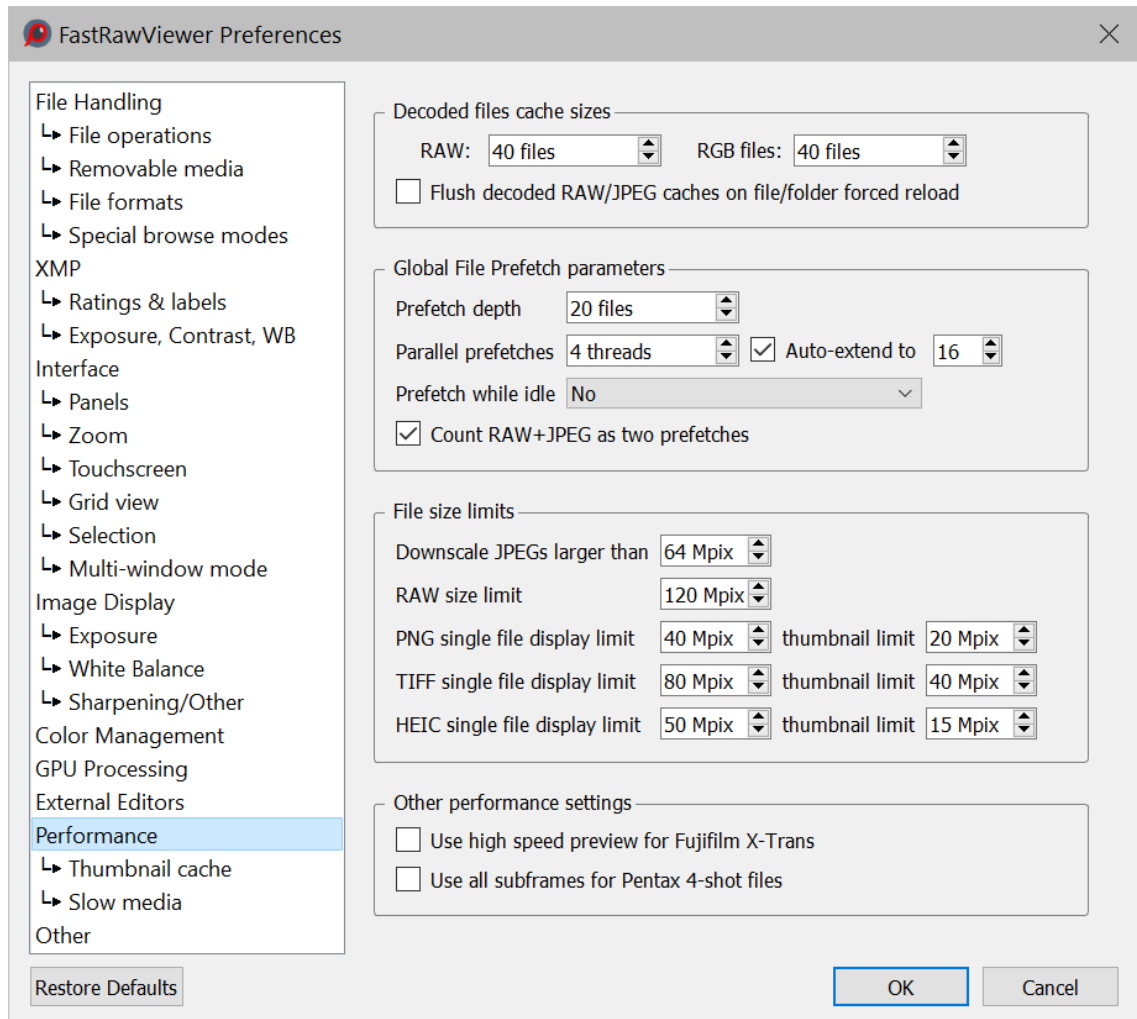 FastRawViewer Preferences
File Handling
File operations
Removable media
File formats
Special browse modes
XMP
Ratings & labels
Exposure, Contrast, WB
Interface
Panels
Zoom
Touchscreen
Grid view
Selection
Multi-window mode
Image Display
Exposure
White Balance
Sharpening/Other
Color Management
GPU Processing
External Editors
Performance
Thumbnail cache
Slow media
Other
Decoded files cache sizes
RAW: 40 files RGB files: 40 files
Flush decoded RAW/JPEG caches on file/folder forced reload
Global File Prefetch parameters
Prefetch depth 20 files
Parallel prefetches 4 threads Auto-extend to 16
Prefetch while idle No
Count RAW+JPEG as two prefetches
File size limits
Downscale JPEGs larger than 64 Mpix
RAW size limit 120 Mpix
PNG single file display limit 40 Mpix thumbnail limit 20 Mpix
TIFF single file display limit 80 Mpix thumbnail limit 40 Mpix
HEIC single file display limit 50 Mpix thumbnail limit 15 Mpix
Other performance settings
Use high speed preview for Fujifilm X-Trans
Use all subframes for Pentax 4-shot files
Restore Defaults OK Cancel